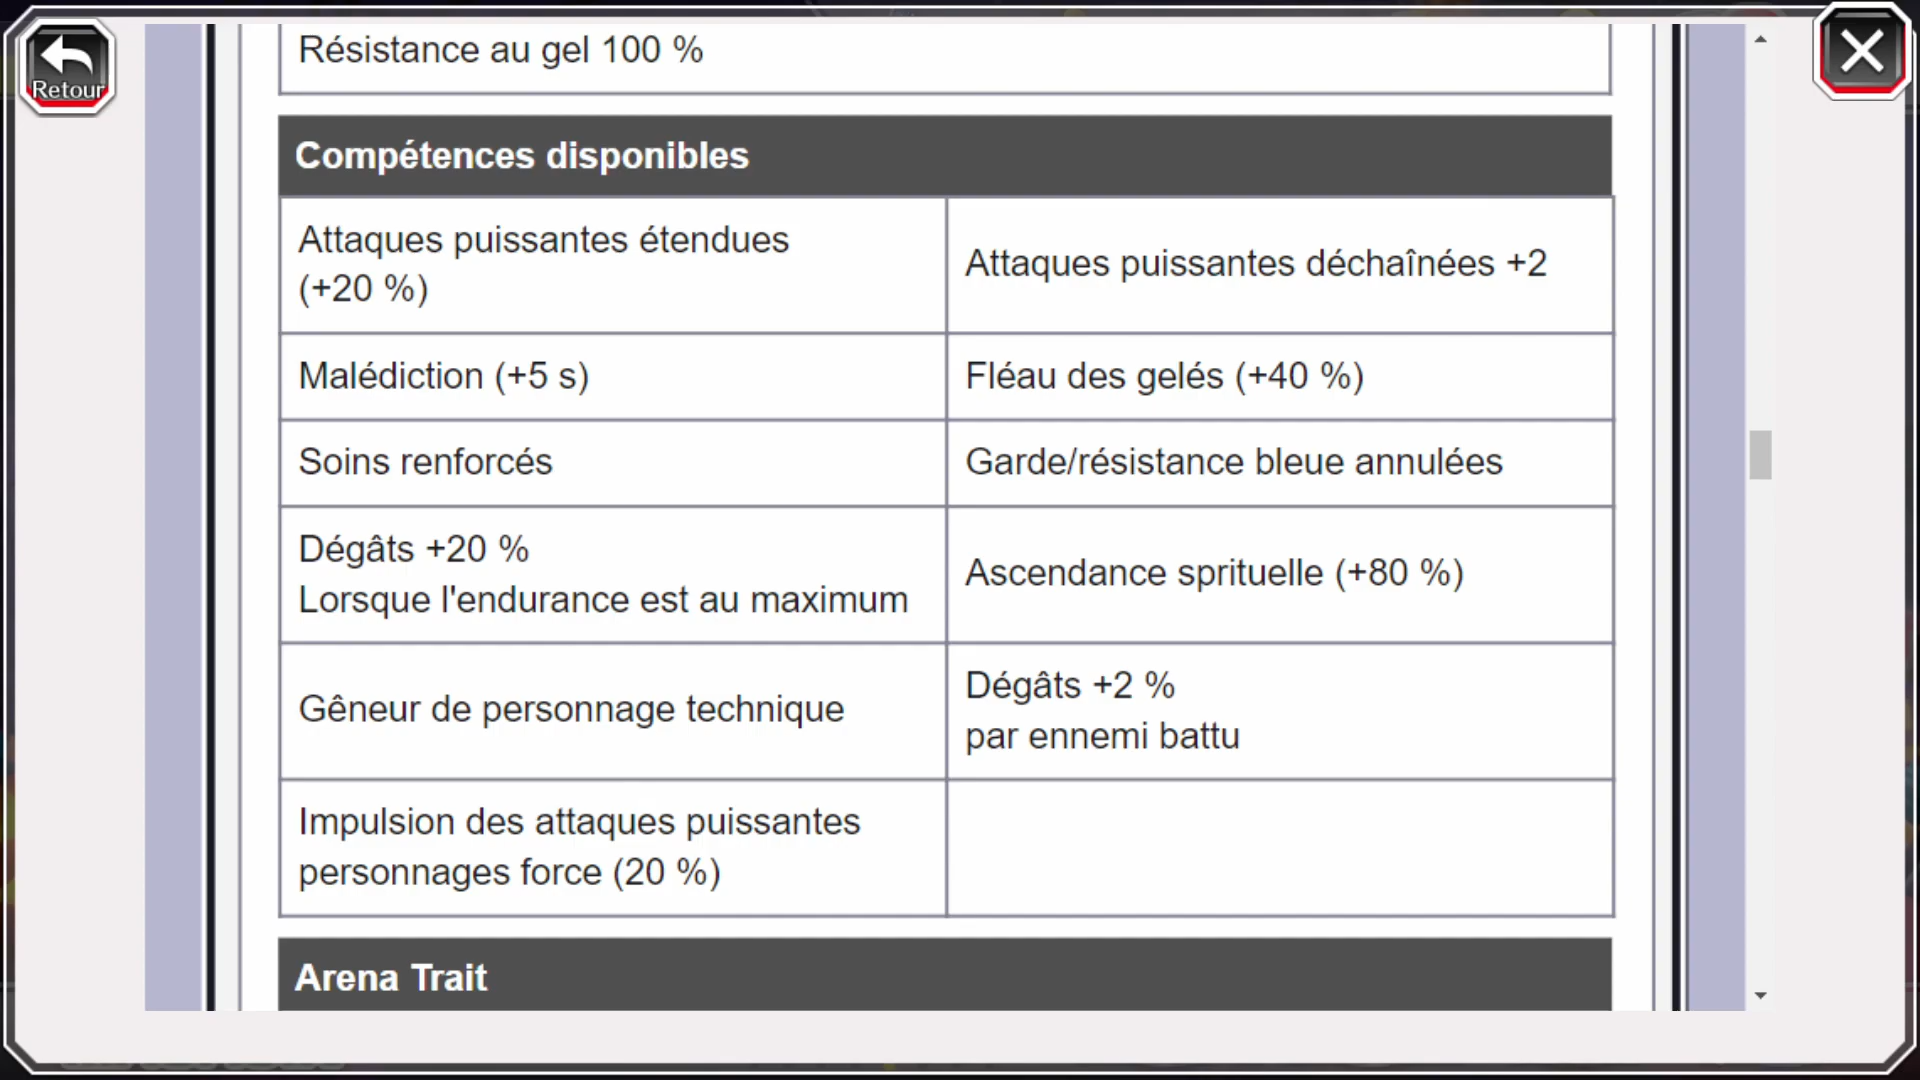 Résistance au gel 100 %
Retour
Compétences disponibles
Attaques puissantes étendues
(+20 %)
Attaques puissantes déchaînées +2
Malédiction (+5 s)
Fléau des gelés (+40 %)
Soins renforcés
Garde/résistance bleue annulées
Dégâts +20 %
Lorsque l'endurance est au maximum
Ascendance sprituelle (+80 %)
Gêneur de personnage technique
Dégâts +2 %
par ennemi battu
Impulsion des attaques puissantes
personnages force (20 %)
Arena Trait